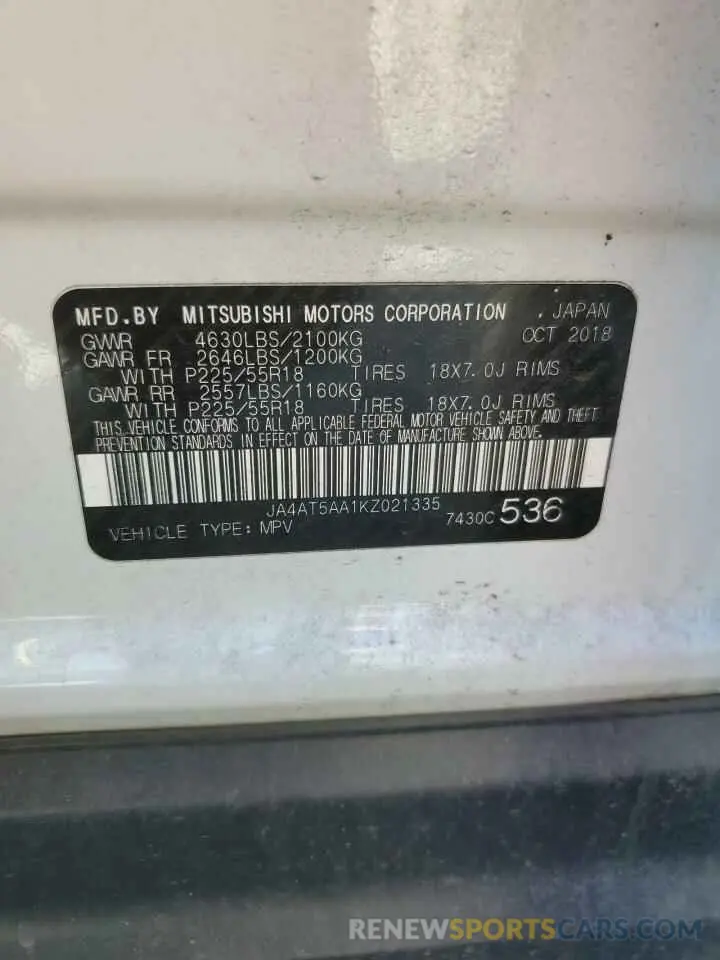 MFD.BY MITSUBISHI MOTORS CORPORATION , JAPAN
GVWR 4630LBS/2100KG OCT 2018
GAWR FR 2646LBS/1200KG
WITH P225/55R18 TIRES 18X7.0J RIMS
GAWR RR 2557LBS/1160KG
WITH P225/55R18 TIRES 18X7.0J RIMS
THIS VEHICLE CONFORMS TO ALL APPLICABLE FEDERAL MOTOR VEHICLE SAFETY AND THEFT
PREVENTION STANDARDS IN EFFECT ON THE DATE OF MANUFACTURE SHOWN ABOVE.
JA4AT5AA1KZ021335
VEHICLE TYPE: MPV 7430C 536
RENEWSPORTSCARS.COM